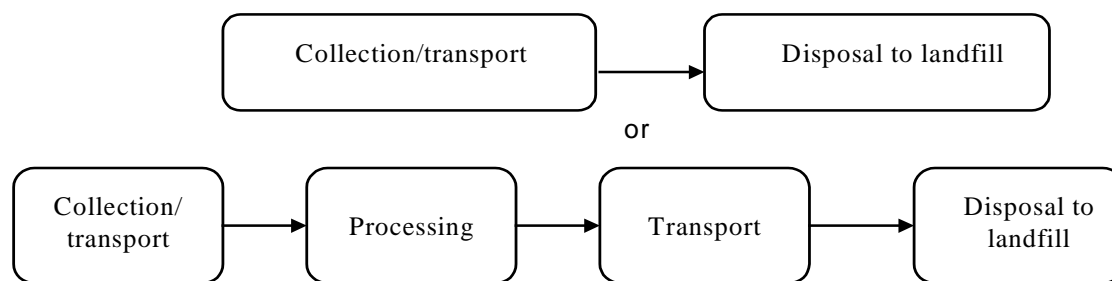 Collection/transport
Disposal to landfill
or
Collection/
transport
Processing
Transport
Disposal to
landfill